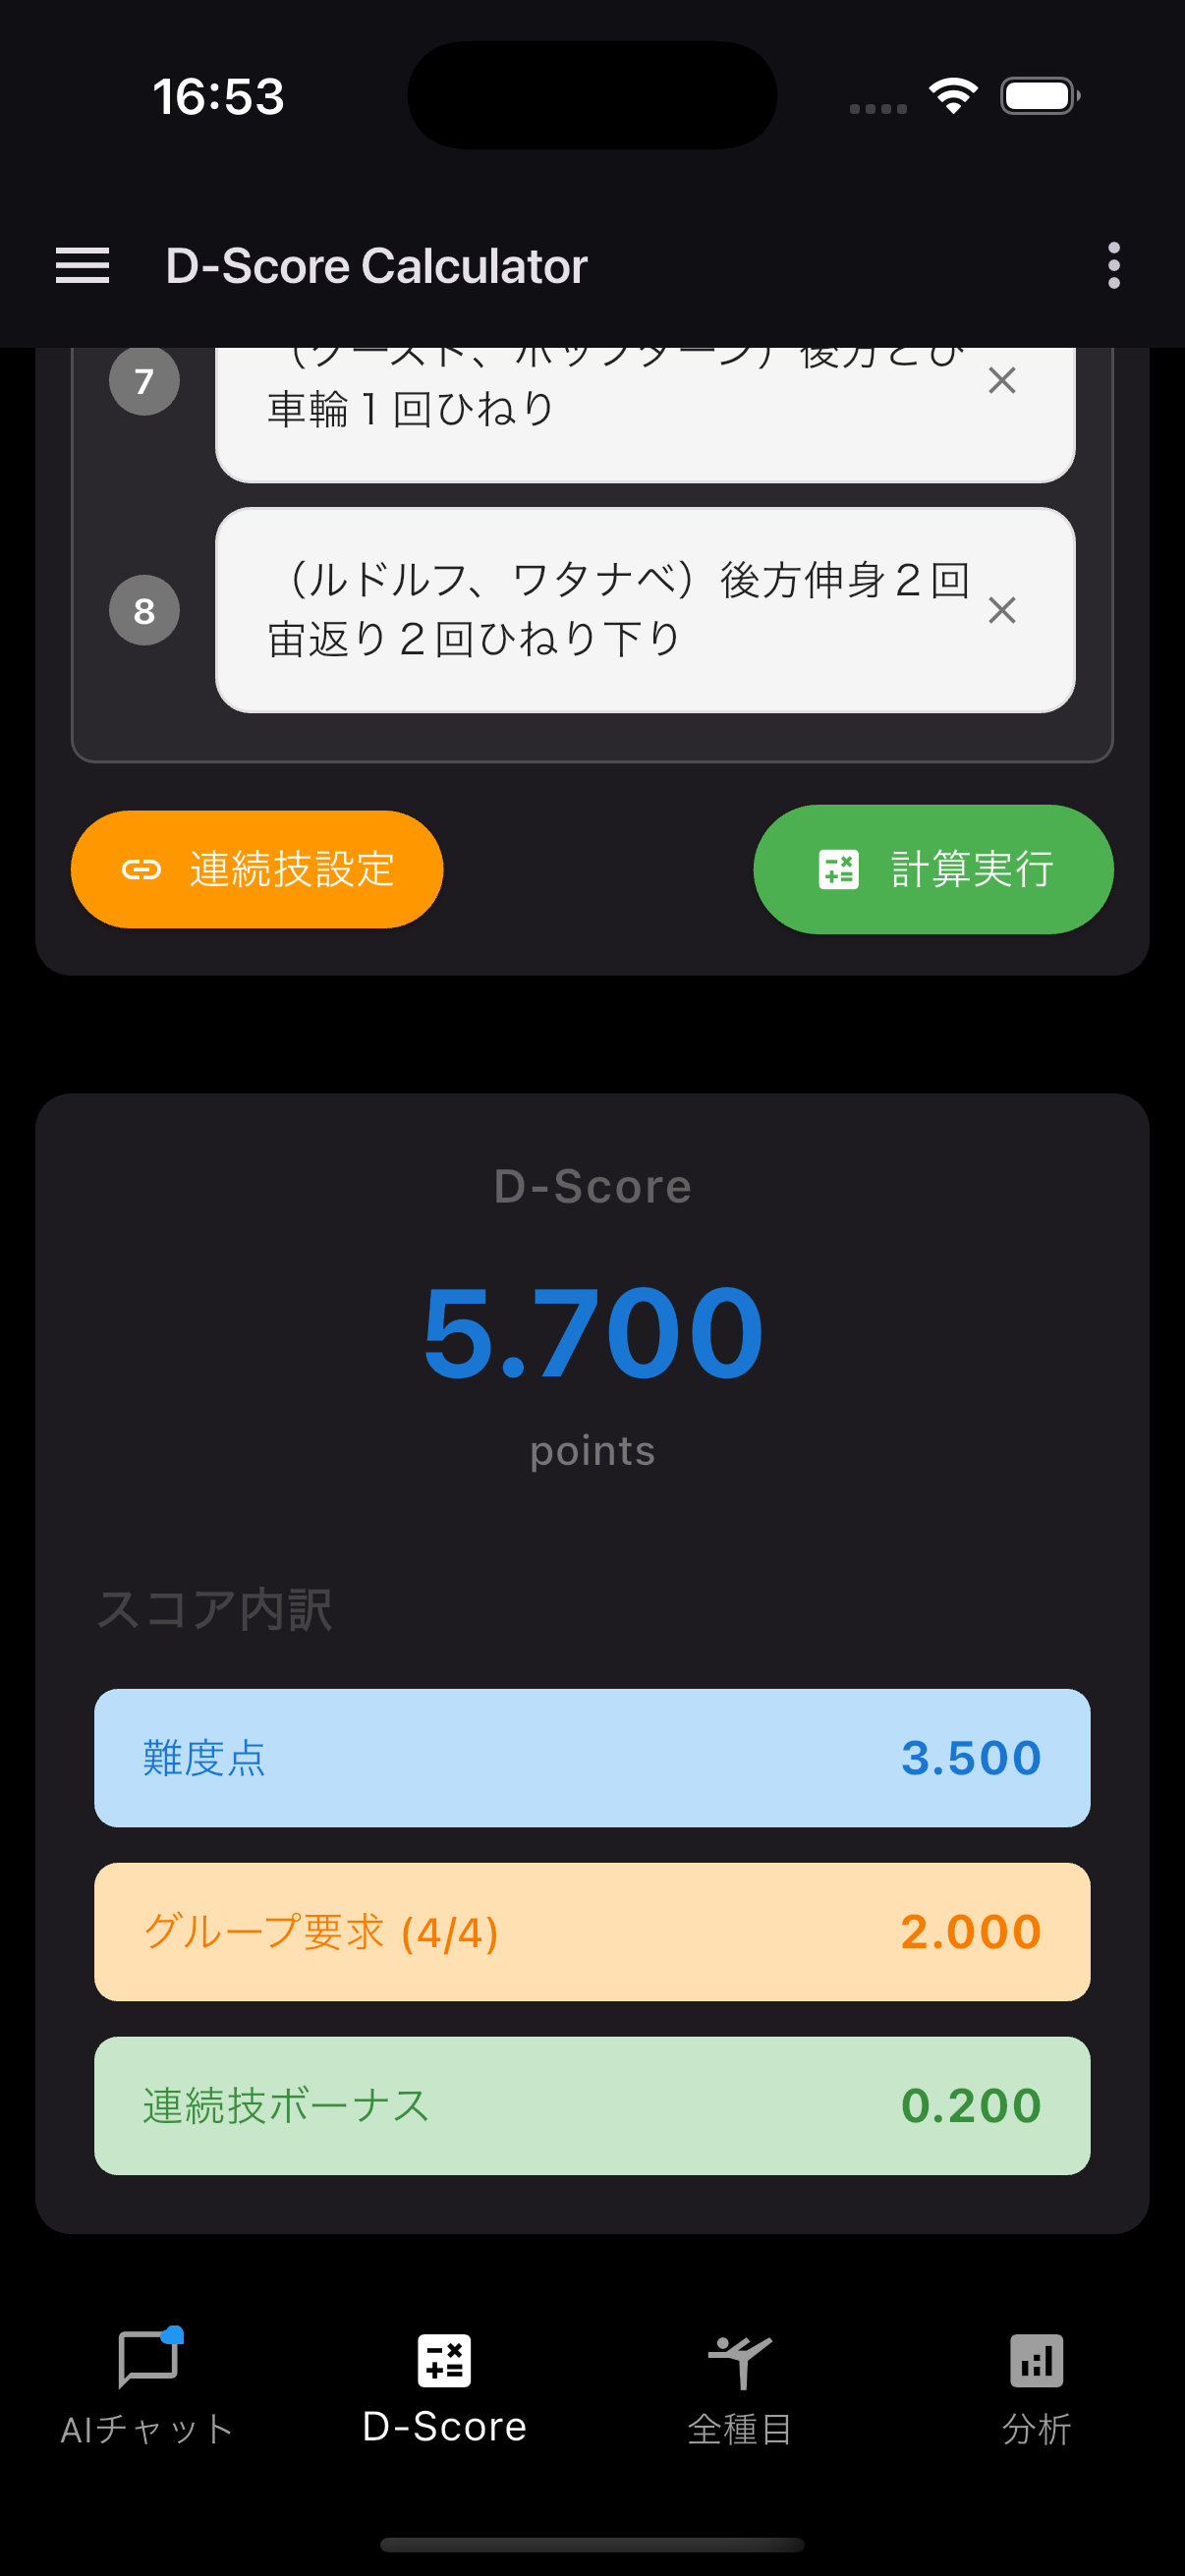 16:53
D-Score Calculator
7
車輪１回ひねり
8
（ルドルフ、ワタナベ）後方伸身２回
宙返り２回ひねり下り
連続技設定
計算実行
D-Score
5.700
points
スコア内訳
難度点
3.500
グループ要求 (4/4)
2.000
連続技ボーナス
0.200
AIチャット
D-Score
全種目
分析